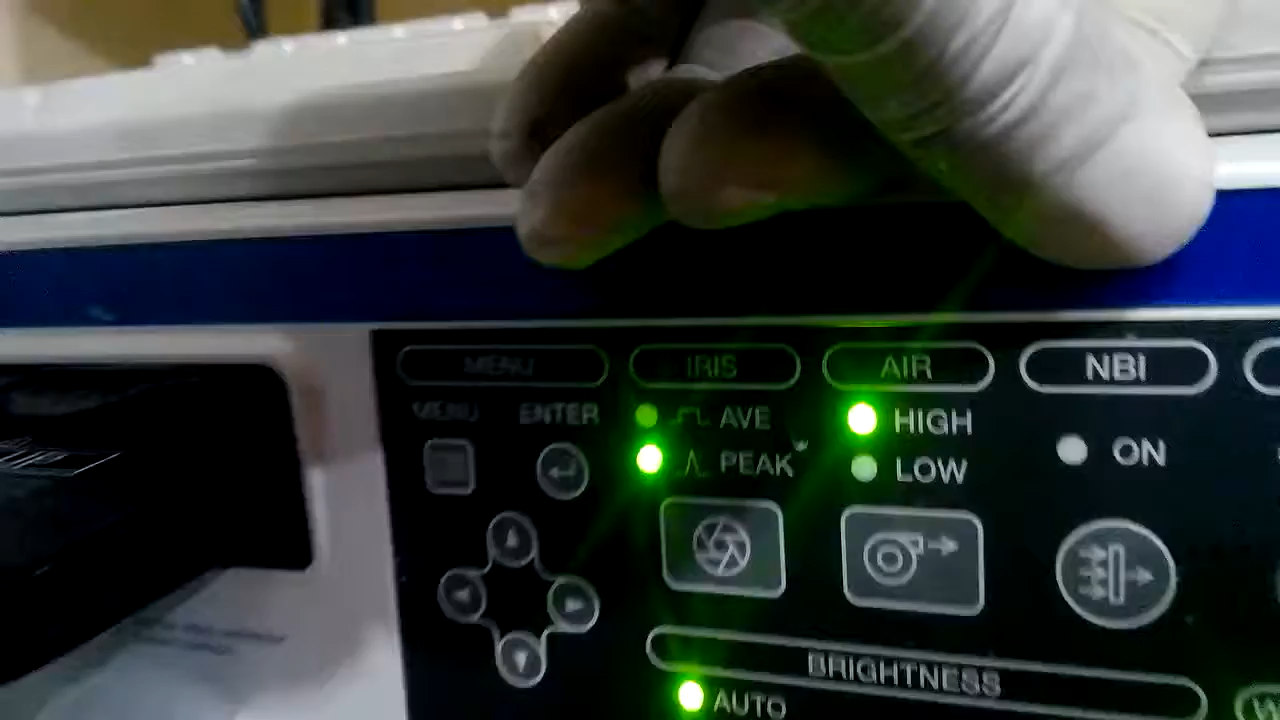 MENU
IRIS
AIR
NBI
MENU
ENTER
AVE
PEAK
HIGH
LOW
ON
BRIGHTNESS
AUTO